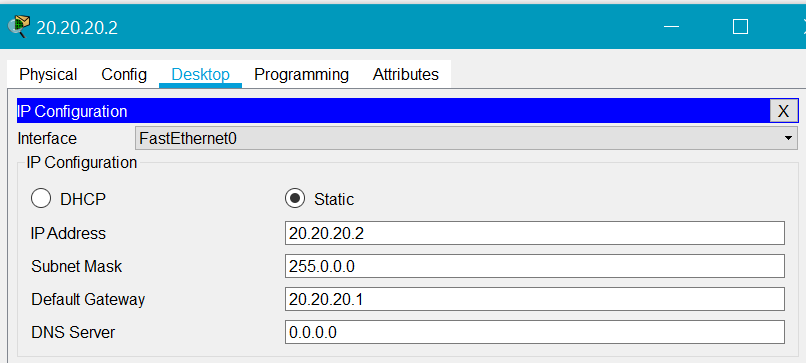 20.20.20.2
Physical Config Desktop Programming Attributes
IP Configuration X
Interface FastEthernet0
IP Configuration
DHCP Static
IP Address 20.20.20.2
Subnet Mask 255.0.0.0
Default Gateway 20.20.20.1
DNS Server 0.0.0.0